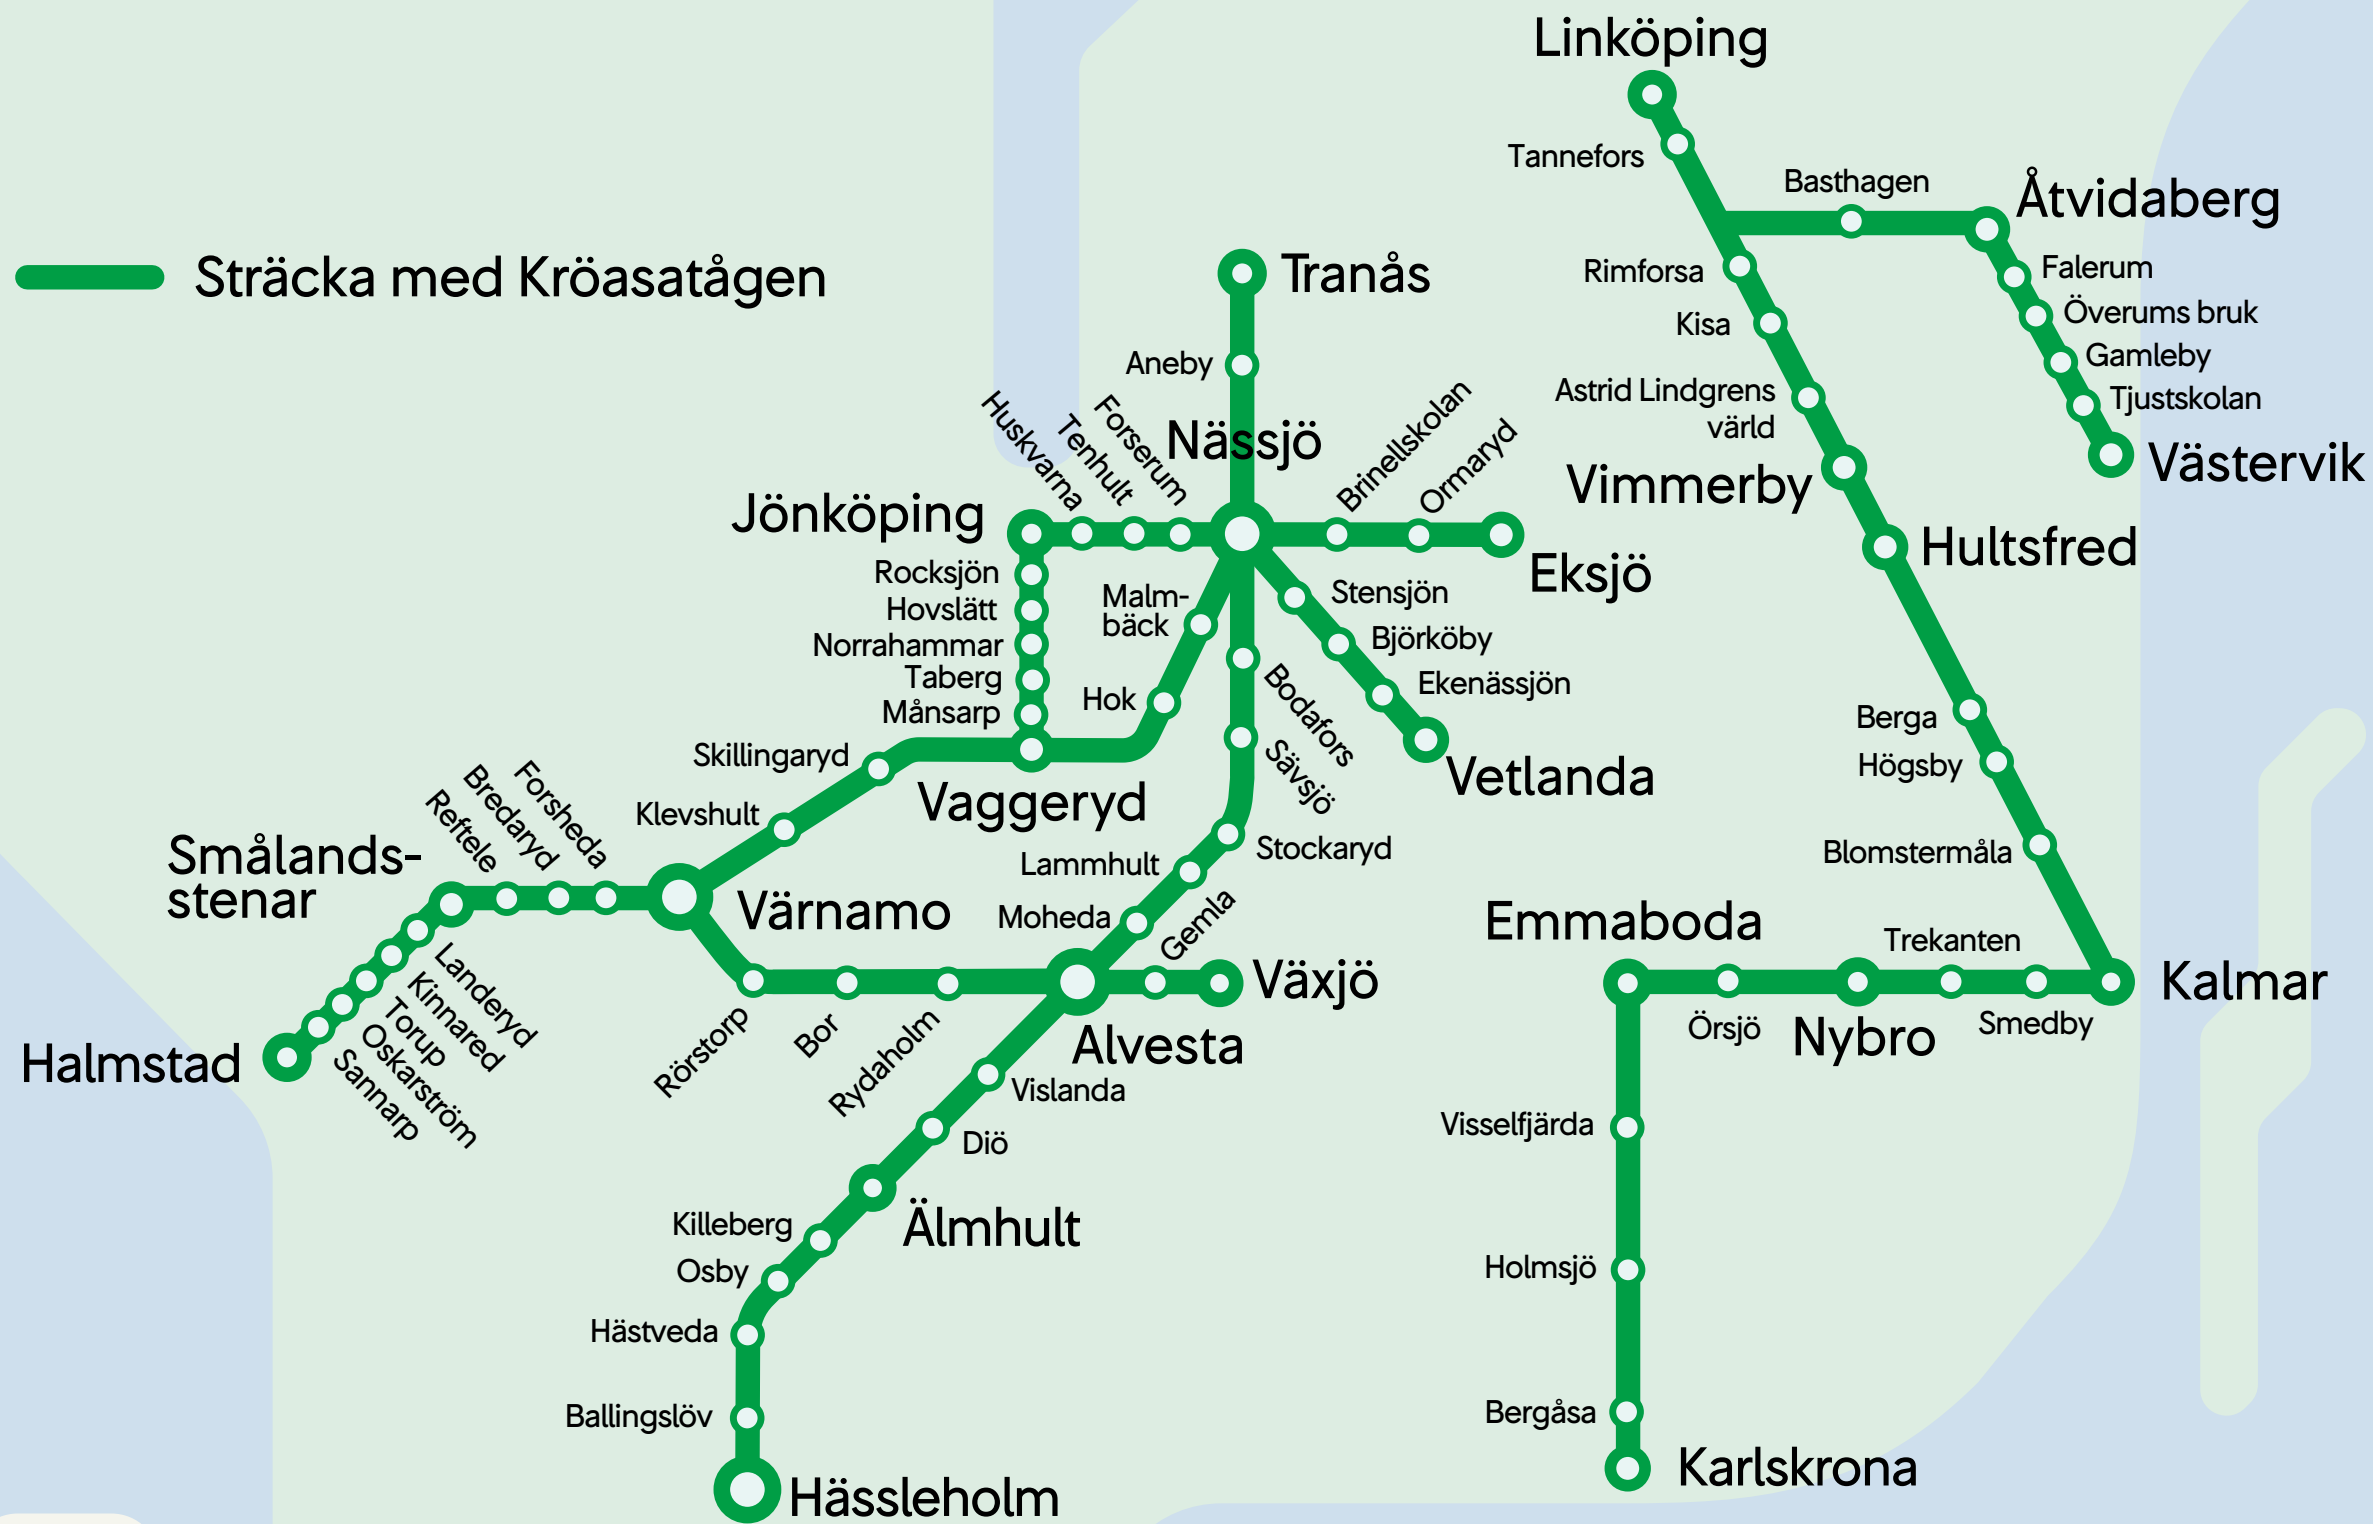 Linköping
Tannefors
Basthagen
Åtvidaberg
Sträcka med Kröasatågen
Tranås
Rimforsa
Falerum
Överums bruk
Kisa
Aneby
Gamleby
Astrid Lindgrens
värld
Tjustskolan
Nässjö
Vimmerby
Västervik
Huskvarna
Tenhult
Forserum
Brinellskolan
Ormaryd
Jönköping
Eksjö
Hultsfred
Rocksjön
Hovslätt
Norrahammar
Taberg
Månsarp
Malm-
bäck
Hok
Stensjön
Björköby
Ekenässjön
Vetlanda
Bodafors
Sävsjö
Stockaryd
Berga
Högsby
Blomstermåla
Skillingaryd
Klevshult
Vaggeryd
Forsheda
Bredaryd
Reftele
Smålands-
stenar
Värnamo
Lammhult
Moheda
Gemla
Växjö
Alvesta
Emmaboda
Trekanten
Kalmar
Örsjö
Nybro
Smedby
Halmstad
Landeryd
Kinnared
Torup
Oskarström
Sannarp
Rörstorp
Bor
Rydaholm
Vislanda
Diö
Älmhult
Visselfjärda
Killeberg
Osby
Holmsjö
Hästveda
Ballingslöv
Bergåsa
Hässleholm
Karlskrona